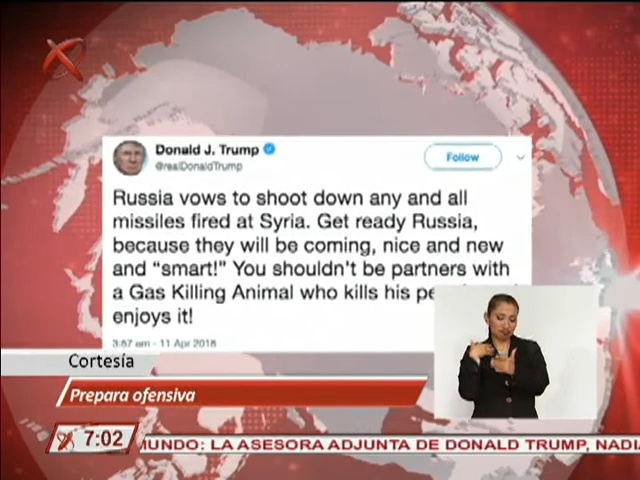 Donald J. Trump
@realDonaldTrump
Follow
Russia vows to shoot down any and all
missiles fired at Syria. Get ready Russia,
because they will be coming, nice and new
and “smart!” You shouldn't be partners with
a Gas Killing Animal who kills his
enjoys it!
3:57 am - 11 Apr 2018
Cortesía
Prepara ofensiva
7:02
MUNDO: LA ASESORA ADJUNTA DE DONALD TRUMP,